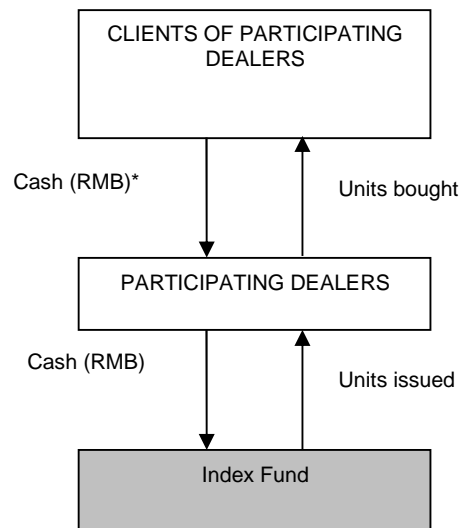 CLIENTS OF PARTICIPATING
DEALERS
Cash (RMB)*
Units bought
PARTICIPATING DEALERS
Cash (RMB)
Units issued
Index Fund